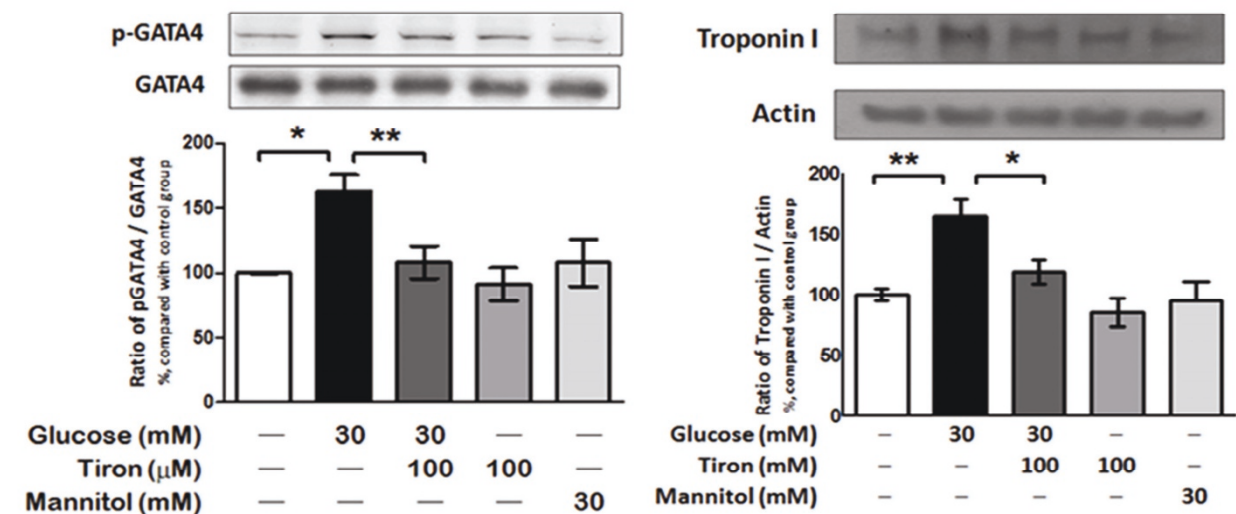 p-GATA4
GATA4
* **
200
150
100
50
0
Ratio of pGATA4 / GATA4
%, compared with control group
Glucose (mM) — 30 30 — —
Tiron (μM) — — 100 100 —
Mannitol (mM) — — — — 30
Troponin I
Actin
** *
200
150
100
50
0
Ratio of Troponin I / Actin
%, compared with control group
Glucose (mM) – 30 30 – –
Tiron (mM) – – 100 100 –
Mannitol (mM) – – – – 30